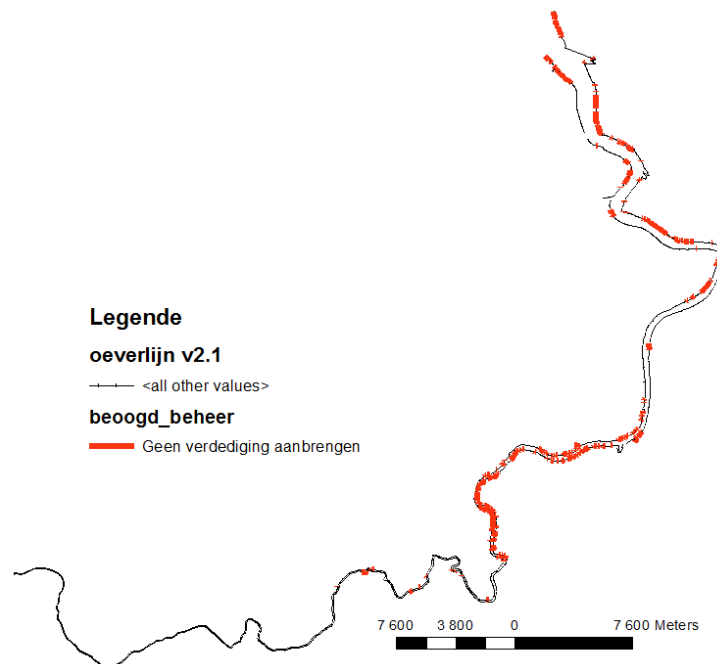 Legende
oeverlijn v2.1
<all other values>
beoogd_beheer
Geen verdediging aanbrengen
7 600 3 800 0 7 600 Meters